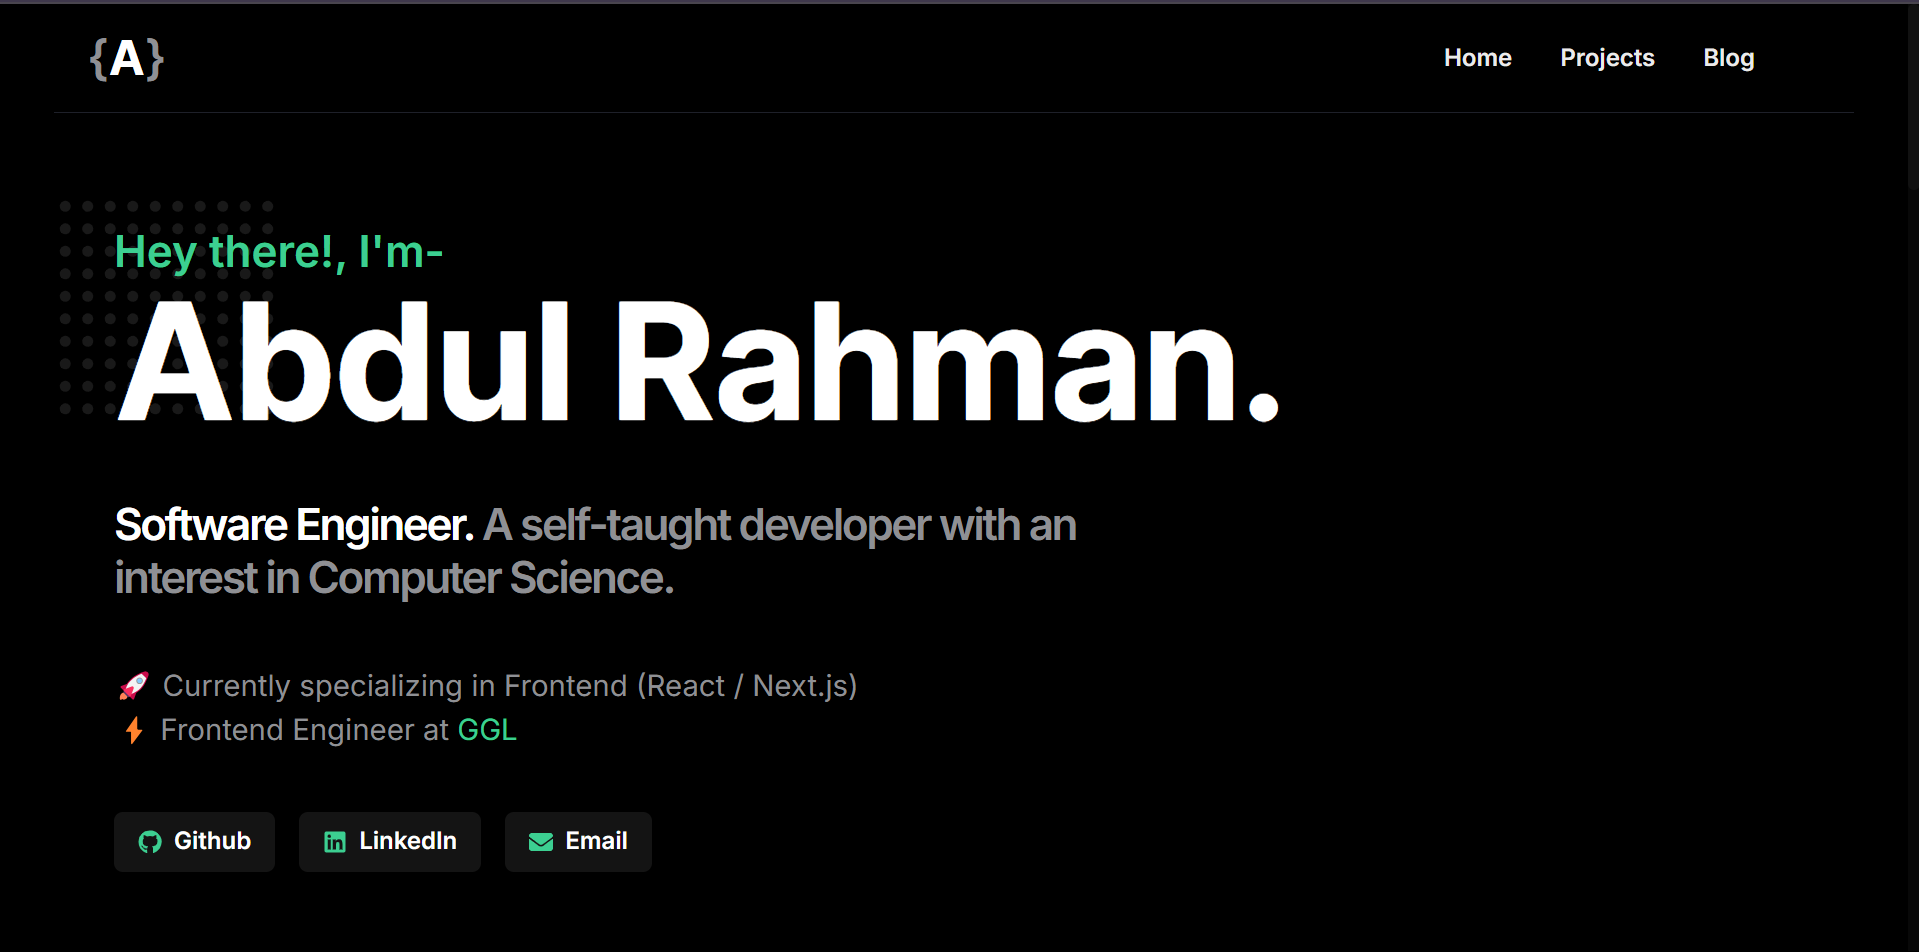 {A}
Home Projects Blog
Hey there!, I'm-
Abdul Rahman.
Software Engineer. A self-taught developer with an
interest in Computer Science.
🚀 Currently specializing in Frontend (React / Next.js)
⚡ Frontend Engineer at GGL
Github LinkedIn Email